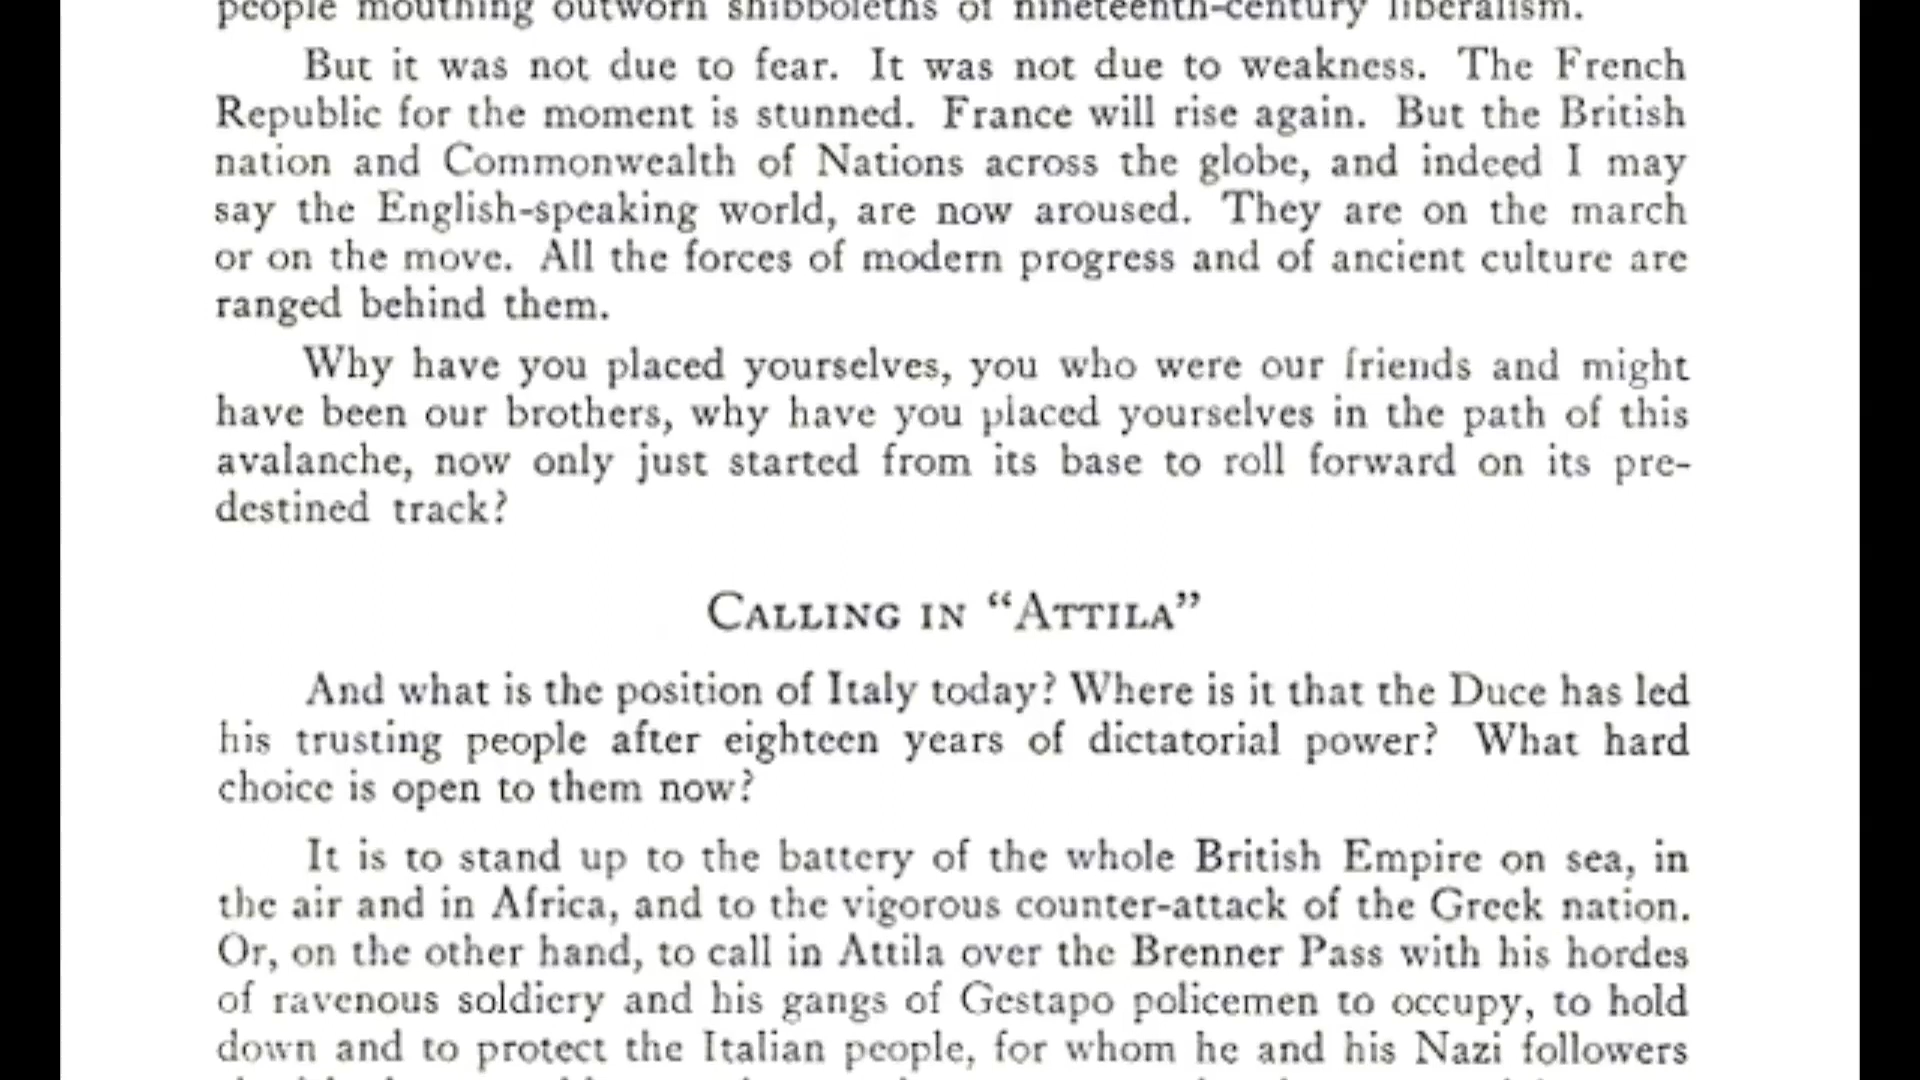 people mouthing outworn shibboleths of nineteenth-century liberalism.
But it was not due to fear. It was not due to weakness. The French
Republic for the moment is stunned. France will rise again. But the British
nation and Commonwealth of Nations across the globe, and indeed I may
say the English-speaking world, are now aroused. They are on the march
or on the move. All the forces of modern progress and of ancient culture are
ranged behind them.
Why have you placed yourselves, you who were our friends and might
have been our brothers, why have you placed yourselves in the path of this
avalanche, now only just started from its base to roll forward on its pre-
destined track?
CALLING IN “ATTILA”
And what is the position of Italy today? Where is it that the Duce has led
his trusting people after eighteen years of dictatorial power? What hard
choice is open to them now?
It is to stand up to the battery of the whole British Empire on sea, in
the air and in Africa, and to the vigorous counter-attack of the Greek nation.
Or, on the other hand, to call in Attila over the Brenner Pass with his hordes
of ravenous soldiery and his gangs of Gestapo policemen to occupy, to hold
down and to protect the Italian people, for whom he and his Nazi followers